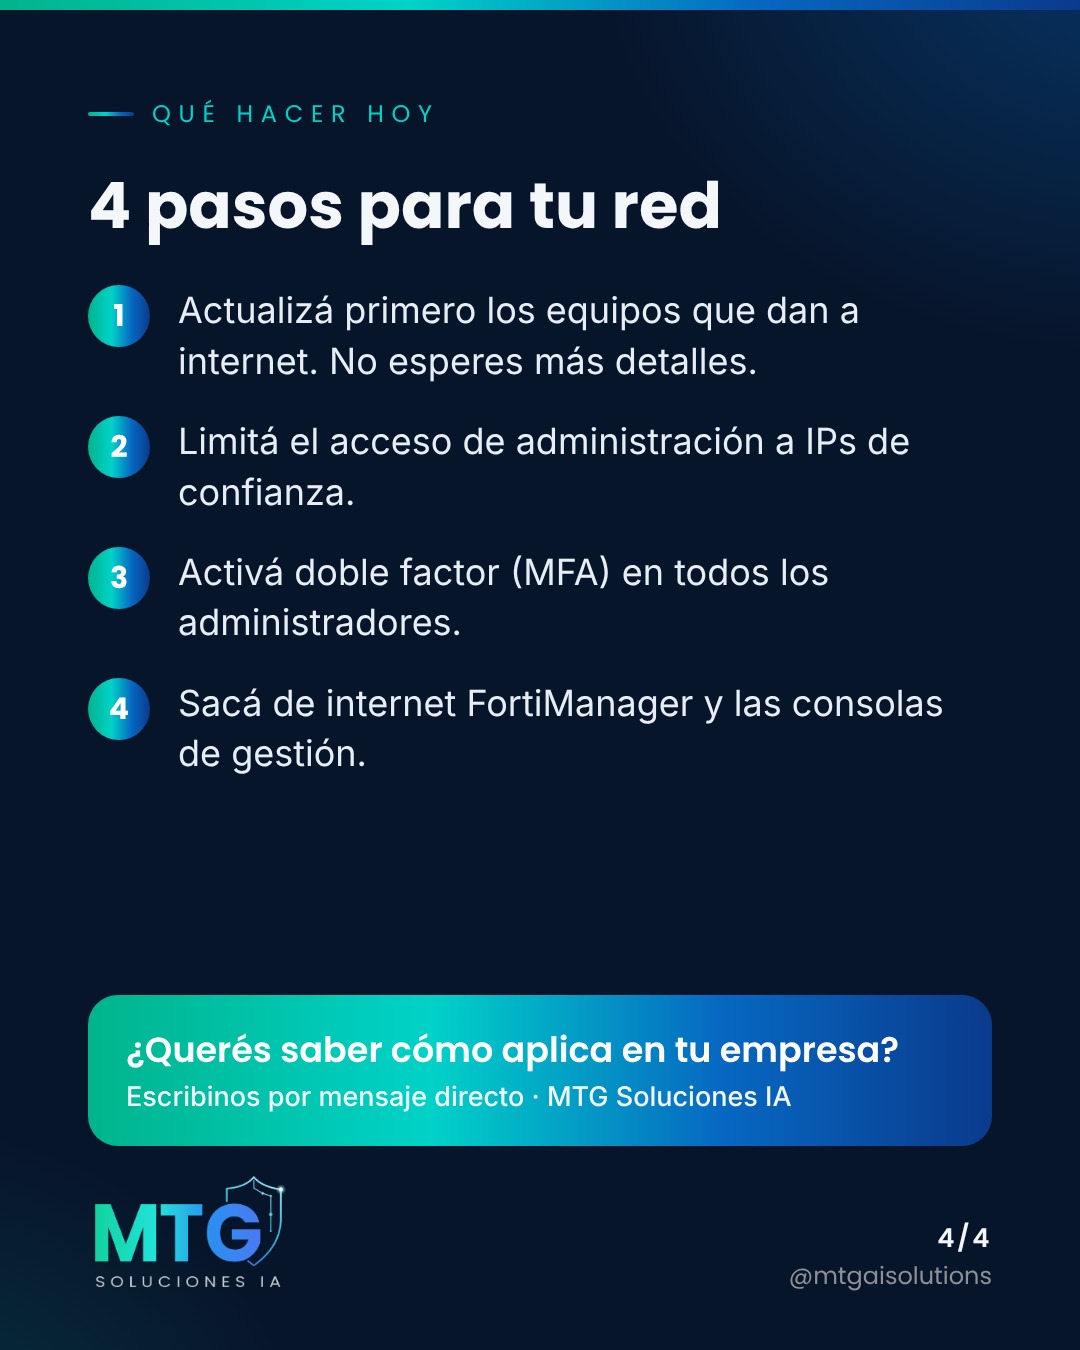 QUÉ HACER HOY
4 pasos para tu red
1 Actualizá primero los equipos que dan a
internet. No esperes más detalles.
2 Limitá el acceso de administración a IPs de
confianza.
3 Activá doble factor (MFA) en todos los
administradores.
4 Sacá de internet FortiManager y las consolas
de gestión.
¿Querés saber cómo aplica en tu empresa?
Escribinos por mensaje directo · MTG Soluciones IA
MTG
SOLUCIONES IA
4/4
@mtgaisolutions